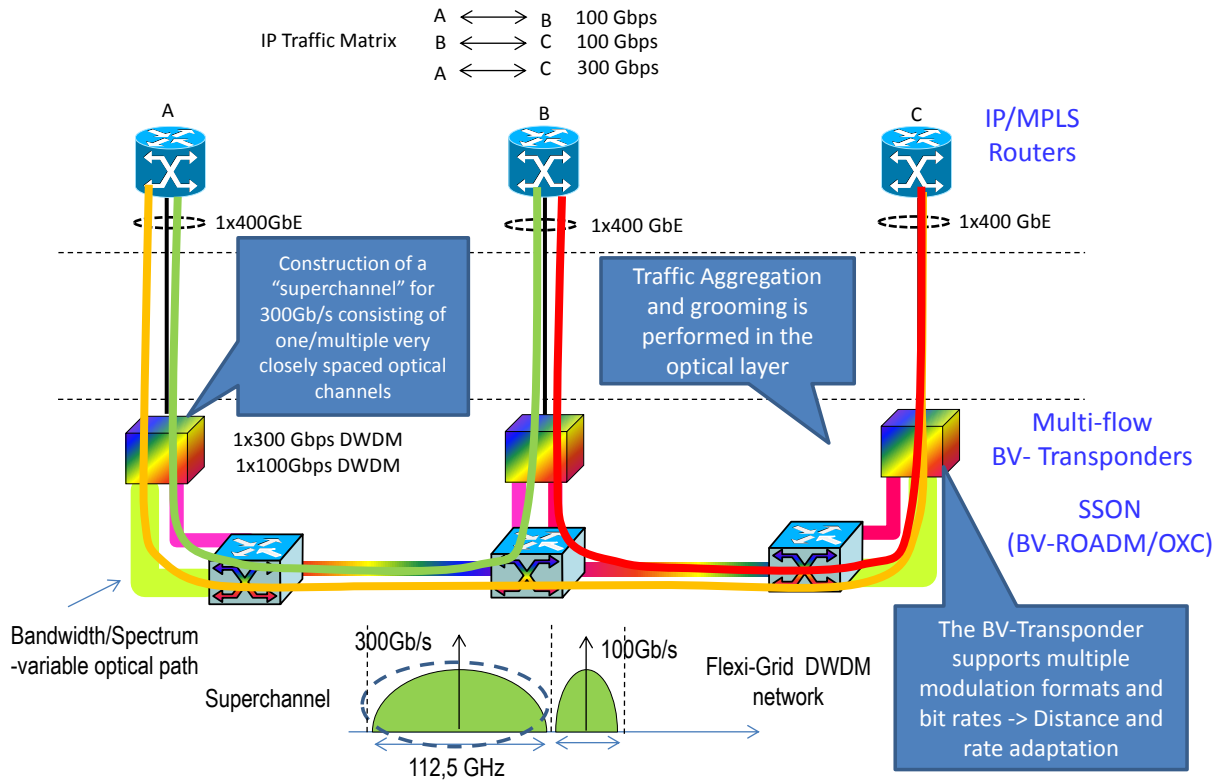 A B 100 Gbps
IP Traffic Matrix B C 100 Gbps
A C 300 Gbps
A
B
C
IP/MPLS
Routers
1x400GbE
1x400 GbE
1x400 GbE
Construction of a
“superchannel” for
300Gb/s consisting of
one/multiple very
closely spaced optical
channels
Traffic Aggregation
and grooming is
performed in the
optical layer
1x300 Gbps DWDM
1x100Gbps DWDM
Multi-flow
BV- Transponders
SSON
(BV-ROADM/OXC)
Bandwidth/Spectrum
-variable optical path
300Gb/s
100Gb/s
Superchannel
Flexi-Grid DWDM
network
112,5 GHz
The BV-Transponder
supports multiple
modulation formats and
bit rates -> Distance and
rate adaptation